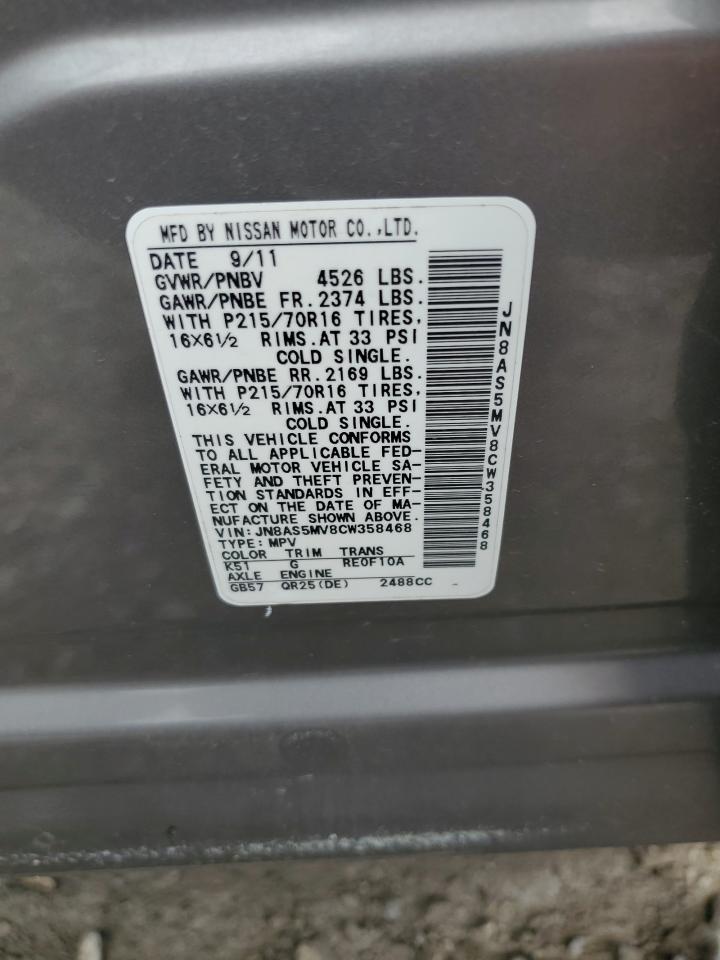 MFD BY NISSAN MOTOR CO.,LTD.
DATE 9/11
GVWR/PNBV 4526 LBS.
GAWR/PNBE FR.2374 LBS.
WITH P215/70R16 TIRES,
16X6½ RIMS.AT 33 PSI
COLD SINGLE.
GAWR/PNBE RR.2169 LBS.
WITH P215/70R16 TIRES,
16X6½ RIMS.AT 33 PSI
COLD SINGLE.
THIS VEHICLE CONFORMS
TO ALL APPLICABLE FED-
ERAL MOTOR VEHICLE SA-
FETY AND THEFT PREVEN-
TION STANDARDS IN EFF-
ECT ON THE DATE OF MA-
NUFACTURE SHOWN ABOVE.
VIN:JN8AS5MV8CW358468
TYPE:MPV
COLOR TRIM TRANS
K51 G RE0F10A
AXLE ENGINE
GB57 QR25(DE) 2488CC
JN8AS5MV8CW358468